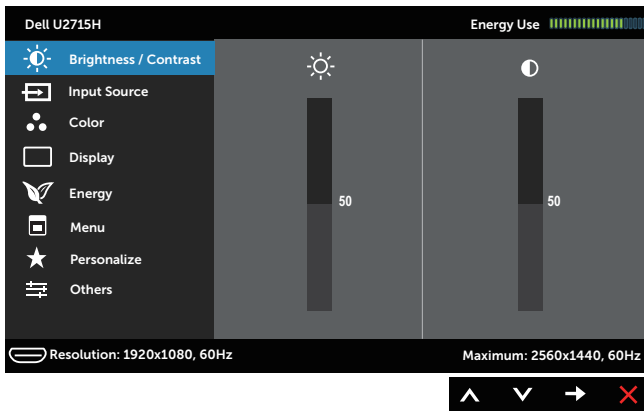 Dell U2715H
Energy Use
Brightness / Contrast
Input Source
Color
Display
Energy
Menu
Personalize
Others
50
50
Resolution: 1920x1080, 60Hz
Maximum: 2560x1440, 60Hz